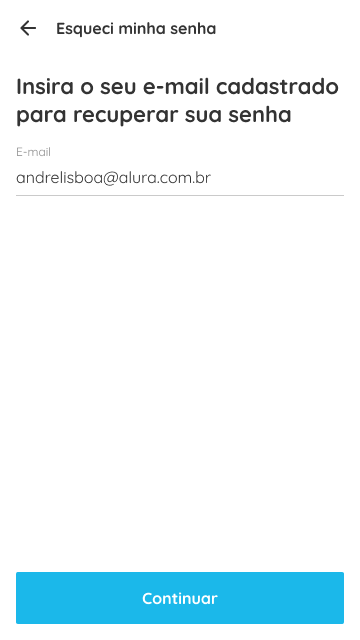 Esqueci minha senha
Insira o seu e-mail cadastrado
para recuperar sua senha
E-mail
andrelisboa@alura.com.br
Continuar